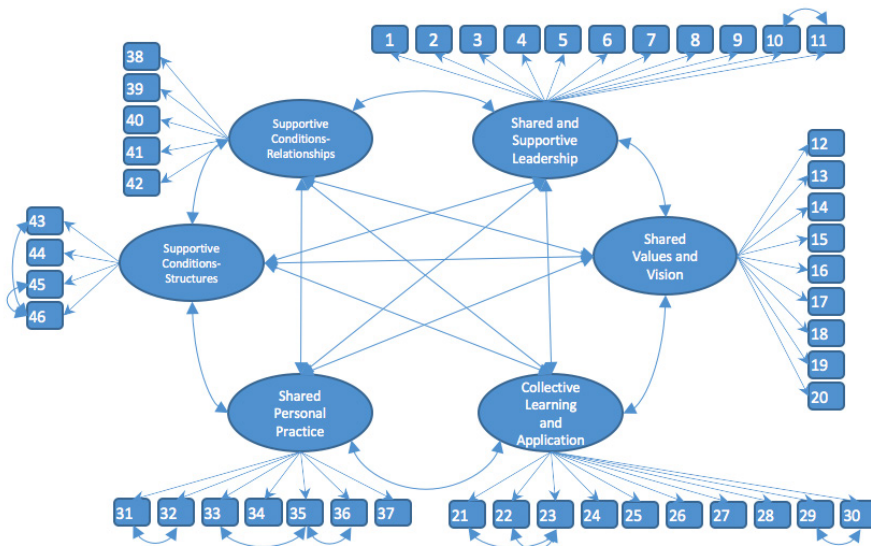 1 2 3 4 5 6 7 8 9 10 11
38
39
40
41
42
Supportive
Conditions-
Relationships
Shared and
Supportive
Leadership
12
13
14
15
16
17
18
19
20
43
44
45
46
Supportive
Conditions-
Structures
Shared
Values and
Vision
Shared
Personal
Practice
Collective
Learning
and
Application
31 32 33 34 35 36 37
21 22 23 24 25 26 27 28 29 30